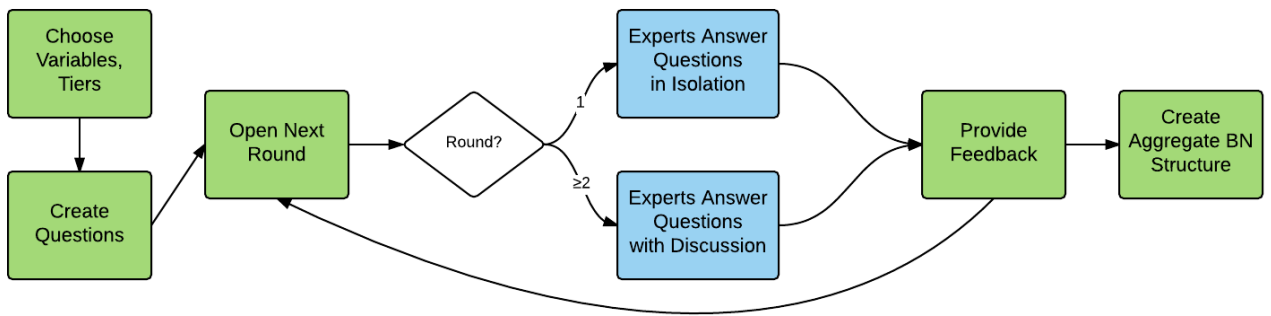 Choose
Variables,
Tiers
Create
Questions
Open Next
Round
Round?
1
≥2
Experts Answer
Questions
in Isolation
Experts Answer
Questions
with Discussion
Provide
Feedback
Create
Aggregate BN
Structure